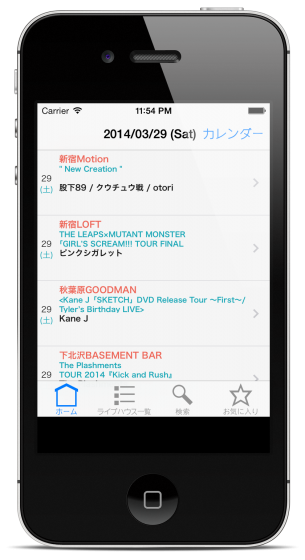 Carrier 11:54 PM
2014/03/29 (Sat) カレンダー
新宿Motion
" New Creation "
29
(土)
股下89 / クウチュウ戦 / otori
新宿LOFT
THE LEAPS×MUTANT MONSTER
『GIRL'S SCREAM!!! TOUR FINAL
29
(土)
ピンクシガレット
秋葉原GOODMAN
<Kane J「SKETCH」DVD Release Tour 〜First〜/
Tyler's Birthday LIVE>
29
(土)
Kane J
下北沢BASEMENT BAR
The Plashments
29
TOUR 2014『Kick and Rush』
ホーム ライブハウス一覧 検索 お気に入り